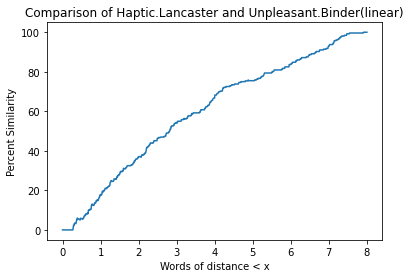 Comparison of Haptic.Lancaster and Unpleasant.Binder(linear)
Percent Similarity
100
80
60
40
20
0
0 1 2 3 4 5 6 7 8
Words of distance < x